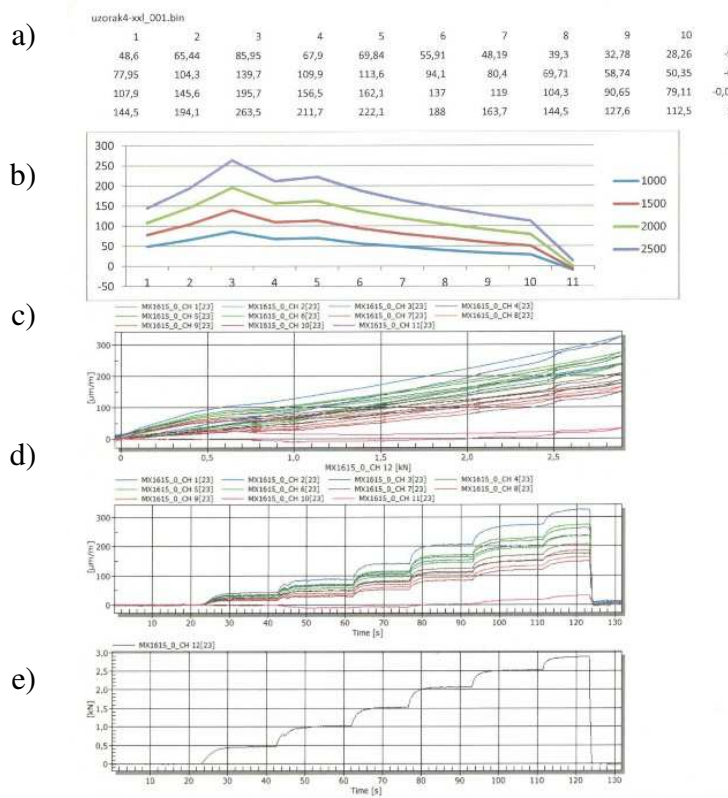 a)
uzorak4-xxl_001.bin
1 2 3 4 5 6 7 8 9 10
48,6 65,44 85,95 67,9 69,84 55,91 48,19 39,3 32,78 28,26
77,95 104,3 139,7 109,9 113,6 94,1 80,4 69,71 58,74 50,35
107,9 145,6 195,7 156,5 162,1 137 119 104,3 90,65 79,11 -0,0
144,5 194,1 263,5 211,7 222,1 188 163,7 144,5 127,6 112,5
b)
300
250
200
150
100
50
0
-50
1 2 3 4 5 6 7 8 9 10 11
1000
1500
2000
2500
c)
MX1615_0_CH 1[23] MX1615_0_CH 2[23] MX1615_0_CH 3[23] MX1615_0_CH 4[23]
MX1615_0_CH 5[23] MX1615_0_CH 6[23] MX1615_0_CH 7[23] MX1615_0_CH 8[23]
MX1615_0_CH 9[23] MX1615_0_CH 10[23] MX1615_0_CH 11[23]
[µm/m]
300
200
100
0
0 0,5 1,0 1,5 2,0 2,5
MX1615_0_CH 12 [kN]
d)
MX1615_0_CH 1[23] MX1615_0_CH 2[23] MX1615_0_CH 3[23] MX1615_0_CH 4[23]
MX1615_0_CH 5[23] MX1615_0_CH 6[23] MX1615_0_CH 7[23] MX1615_0_CH 8[23]
MX1615_0_CH 9[23] MX1615_0_CH 10[23] MX1615_0_CH 11[23]
[µm/m]
300
200
100
0
10 20 30 40 50 60 70 80 90 100 110 120 130
Time [s]
e)
MX1615_0_CH 12[23]
[kN]
3,0
2,5
2,0
1,5
1,0
0,5
0
10 20 30 40 50 60 70 80 90 100 110 120 130
Time [s]